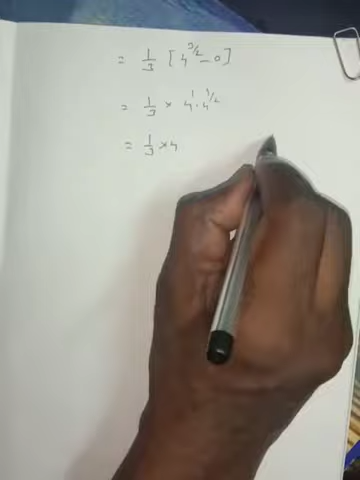 = 1/3 [ 4^3/2 - 0 ]
= 1/3 × 4^1 . 4^1/2
= 1/3 × 4